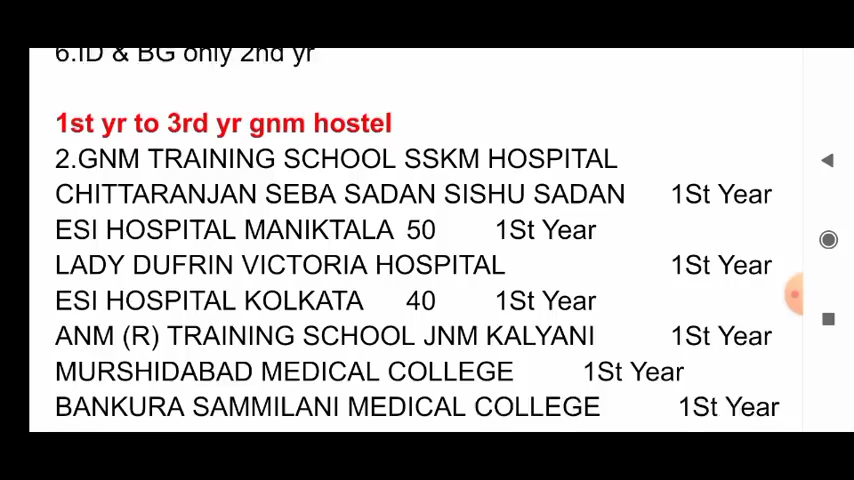 6.ID & BG only 2nd yr
1st yr to 3rd yr gnm hostel
2.GNM TRAINING SCHOOL SSKM HOSPITAL
CHITTARANJAN SEBA SADAN SISHU SADAN 1St Year
ESI HOSPITAL MANIKTALA 50 1St Year
LADY DUFRIN VICTORIA HOSPITAL 1St Year
ESI HOSPITAL KOLKATA 40 1St Year
ANM (R) TRAINING SCHOOL JNM KALYANI 1St Year
MURSHIDABAD MEDICAL COLLEGE 1St Year
BANKURA SAMMILANI MEDICAL COLLEGE 1St Year